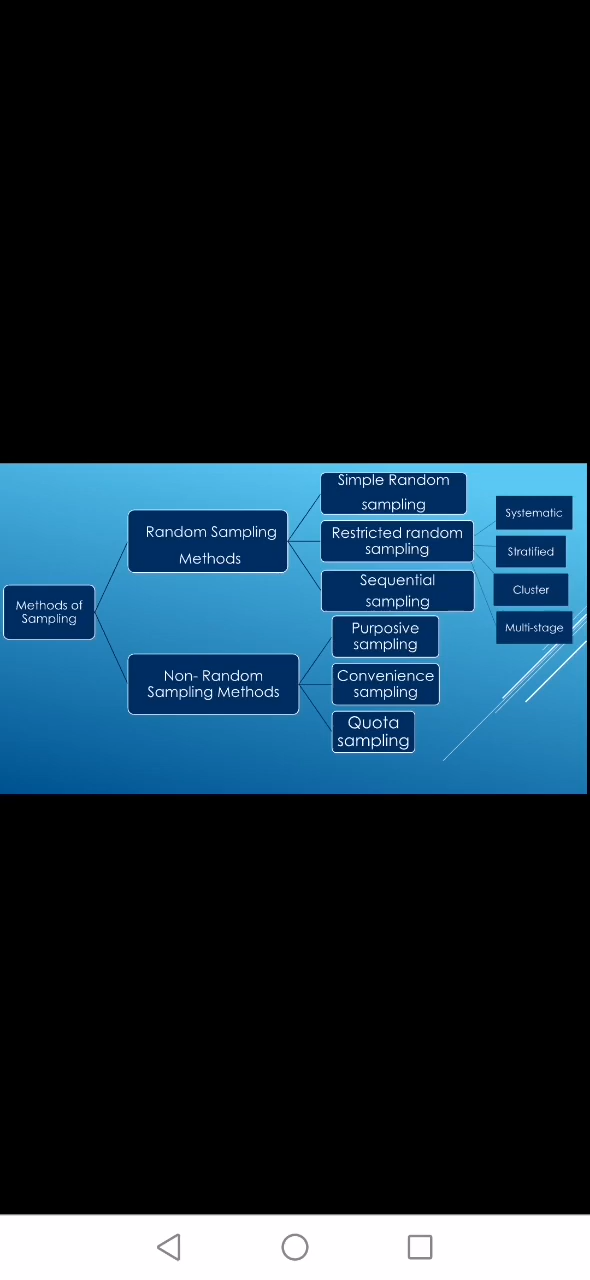 Methods of
Sampling
Random Sampling
Methods
Simple Random
sampling
Restricted random
sampling
Systematic
Stratified
Cluster
Multi-stage
Sequential
sampling
Non- Random
Sampling Methods
Purposive
sampling
Convenience
sampling
Quota
sampling